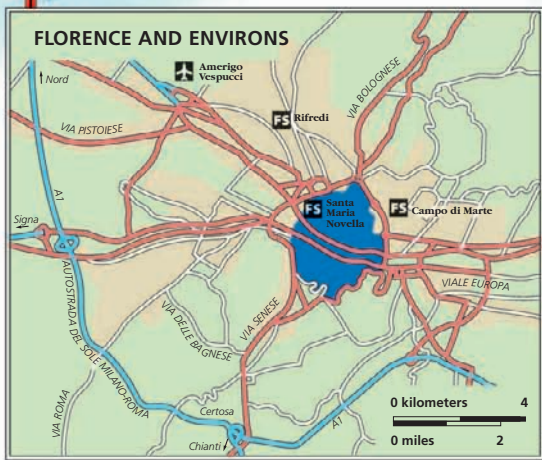 FLORENCE AND ENVIRONS
Nord
Amerigo
Vespucci
VIA BOLOGNESE
FS Rifredi
VIA PISTOIESE
A1
Signa
FS Santa
Maria
Novella
FS Campo di Marte
VIALE EUROPA
AUTOSTRADA DEL SOLE MILANO-ROMA
VIA DELLE BAGNESE
VIA SENESE
VIA ROMA
Certosa
Chianti
A1
0 kilometers 4
0 miles 2